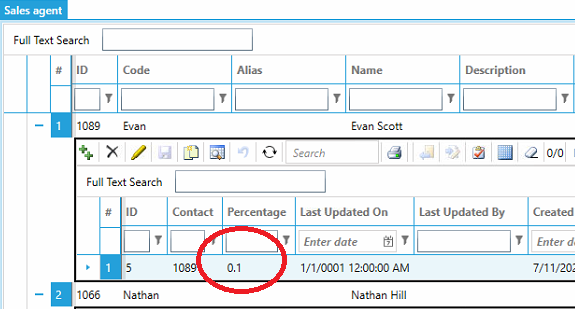 Sales agent
Full Text Search
# ID Code Alias Name Description
1 1089 Evan Evan Scott
Search 0/0
Full Text Search
# ID Contact Percentage Last Updated On Last Updated By Created
Enter date Enter da
1 5 1089 0.1 1/1/0001 12:00:00 AM 7/11/202
2 1066 Nathan Nathan Hill